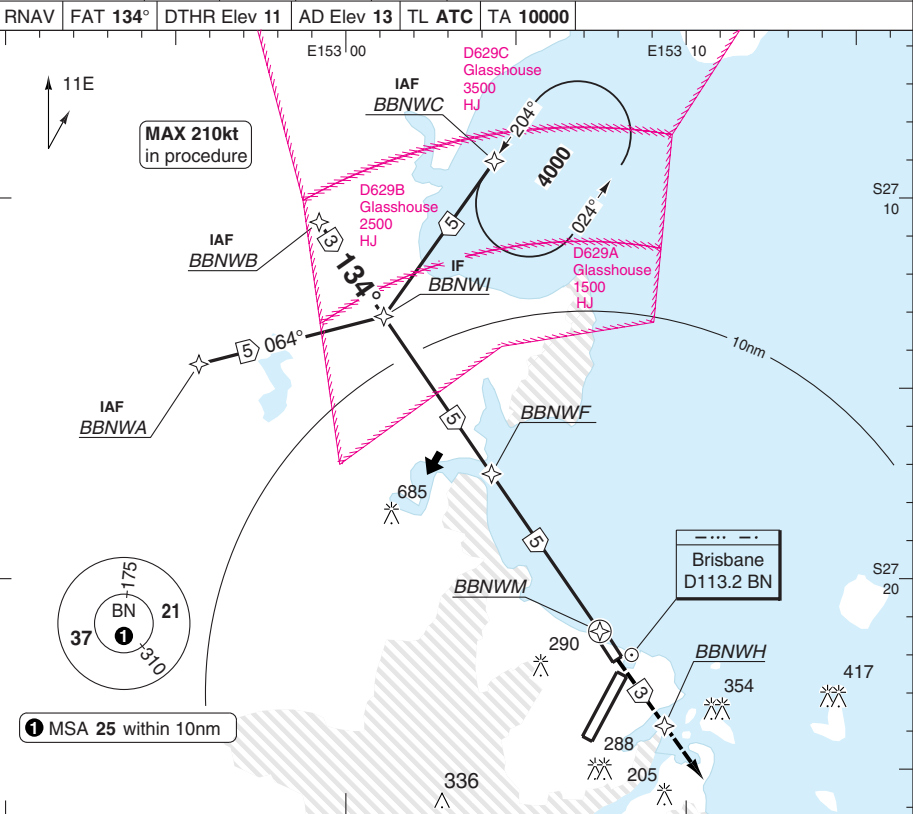 RNAV FAT 134° DTHR Elev 11 AD Elev 13 TL ATC TA 10000
E153 00
E153 10
11E
MAX 210kt
in procedure
IAF
BBNWC
D629C
Glasshouse
3500
HJ
204°
4000
024°
S27
10
D629B
Glasshouse
2500
HJ
IAF
BBNWB
3
134°
5
IF
BBNWI
D629A
Glasshouse
1500
HJ
5
064°
10nm
IAF
BBNWA
5
BBNWF
685
5
Brisbane
D113.2 BN
S27
20
BBNWM
175
BN
21
37
1
310
290
BBNWH
3
354
417
1 MSA 25 within 10nm
288
205
336